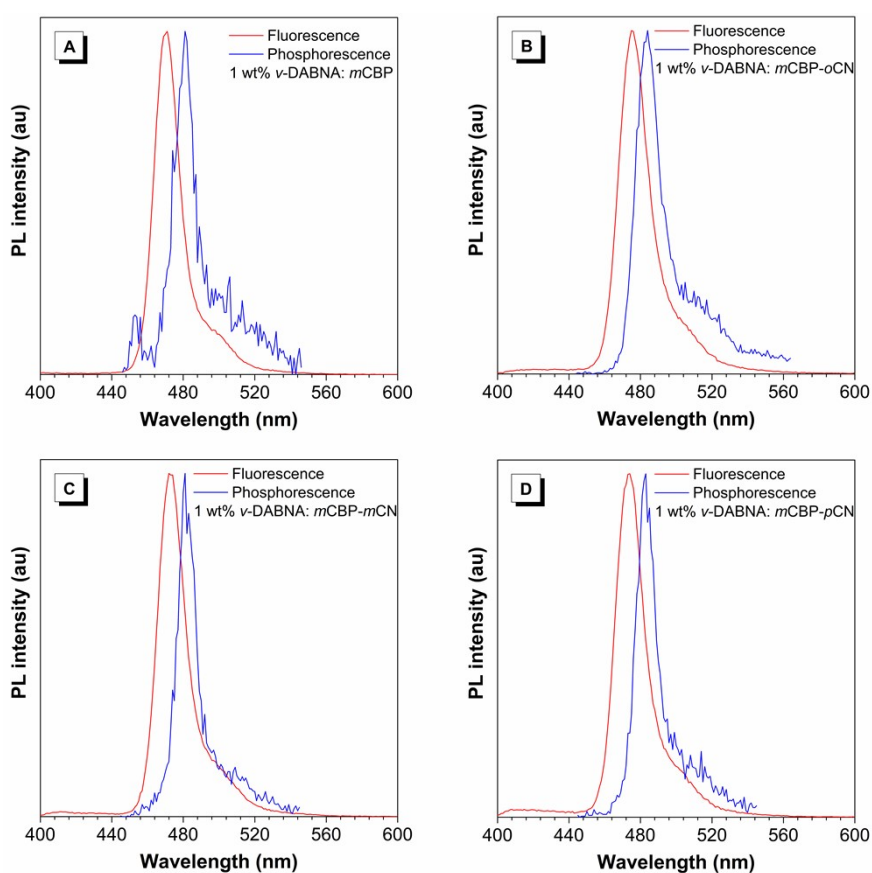 A
Fluorescence
Phosphorescence
1 wt% v-DABNA: mCBP
PL intensity (au)
400 440 480 520 560 600
Wavelength (nm)
B
Fluorescence
Phosphorescence
1 wt% v-DABNA: mCBP-oCN
PL intensity (au)
400 440 480 520 560 600
Wavelength (nm)
C
Fluorescence
Phosphorescence
1 wt% v-DABNA: mCBP-mCN
PL intensity (au)
400 440 480 520 560 600
Wavelength (nm)
D
Fluorescence
Phosphorescence
1 wt% v-DABNA: mCBP-pCN
PL intensity (au)
400 440 480 520 560 600
Wavelength (nm)